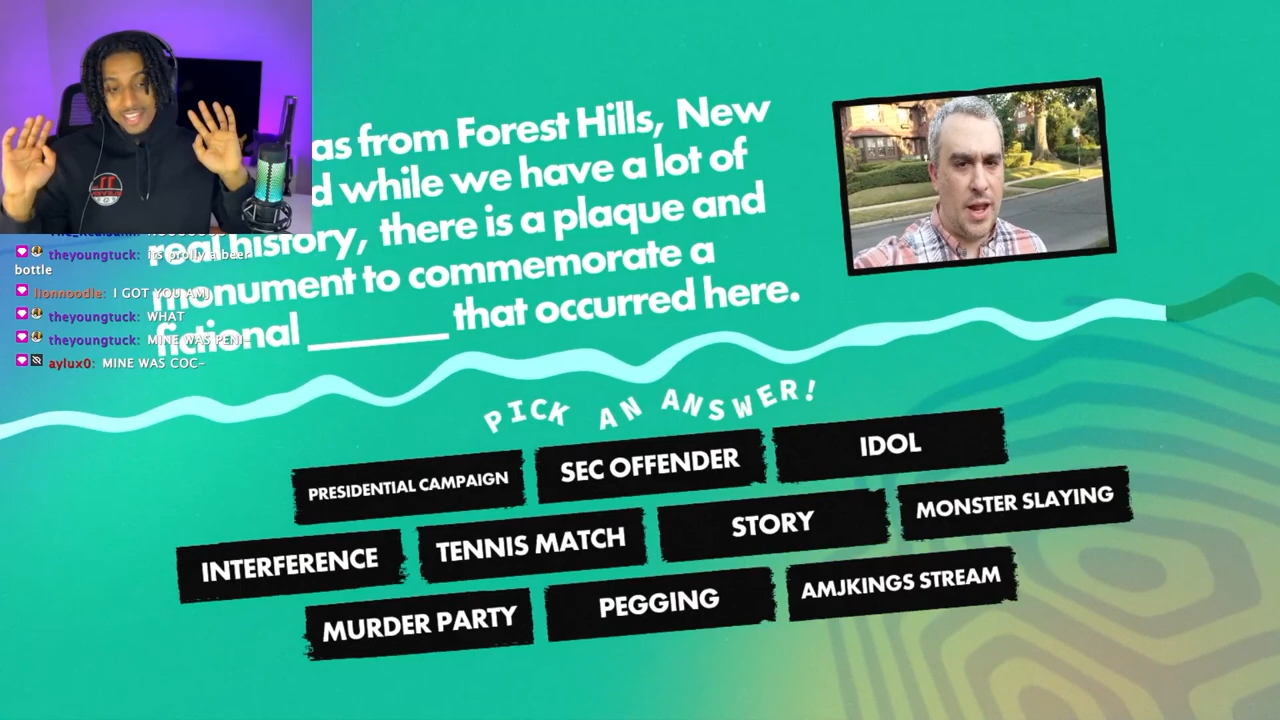 as from Forest Hills, New
d while we have a lot of
real history, there is a plaque and
monument to commemorate a
fictional _______ that occurred here.
theyoungtuck: its prolly a beer
bottle
lionnoodle: I GOT YOU AMJ
theyoungtuck: WHAT
theyoungtuck: MINE WAS PENI-
aylux0: MINE WAS COC-
PICK AN ANSWER!
PRESIDENTIAL CAMPAIGN
SEC OFFENDER
IDOL
INTERFERENCE
TENNIS MATCH
STORY
MONSTER SLAYING
MURDER PARTY
PEGGING
AMJKINGS STREAM